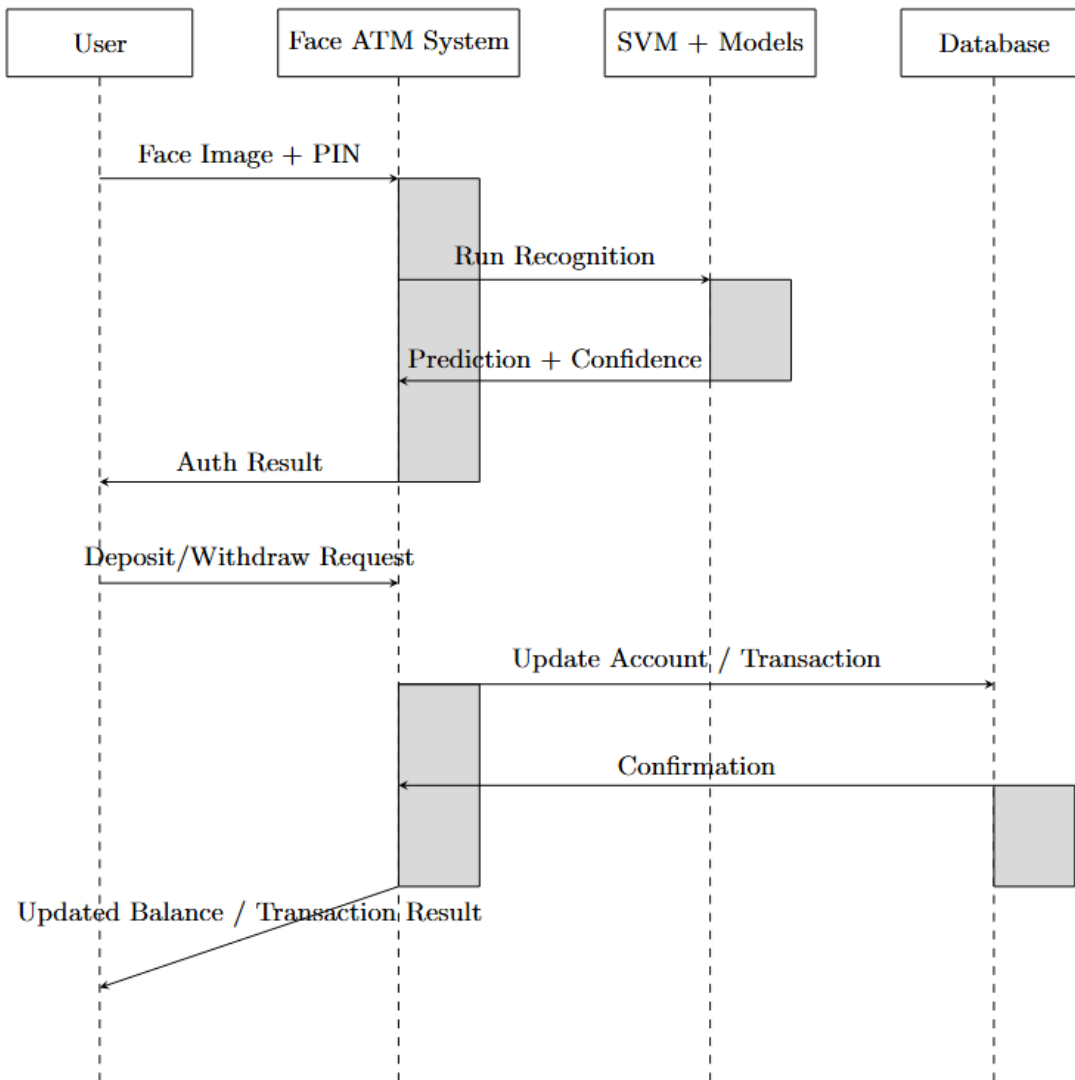 User
Face ATM System
SVM + Models
Database
Face Image + PIN
Run Recognition
Prediction + Confidence
Auth Result
Deposit/Withdraw Request
Update Account / Transaction
Confirmation
Updated Balance / Transaction Result